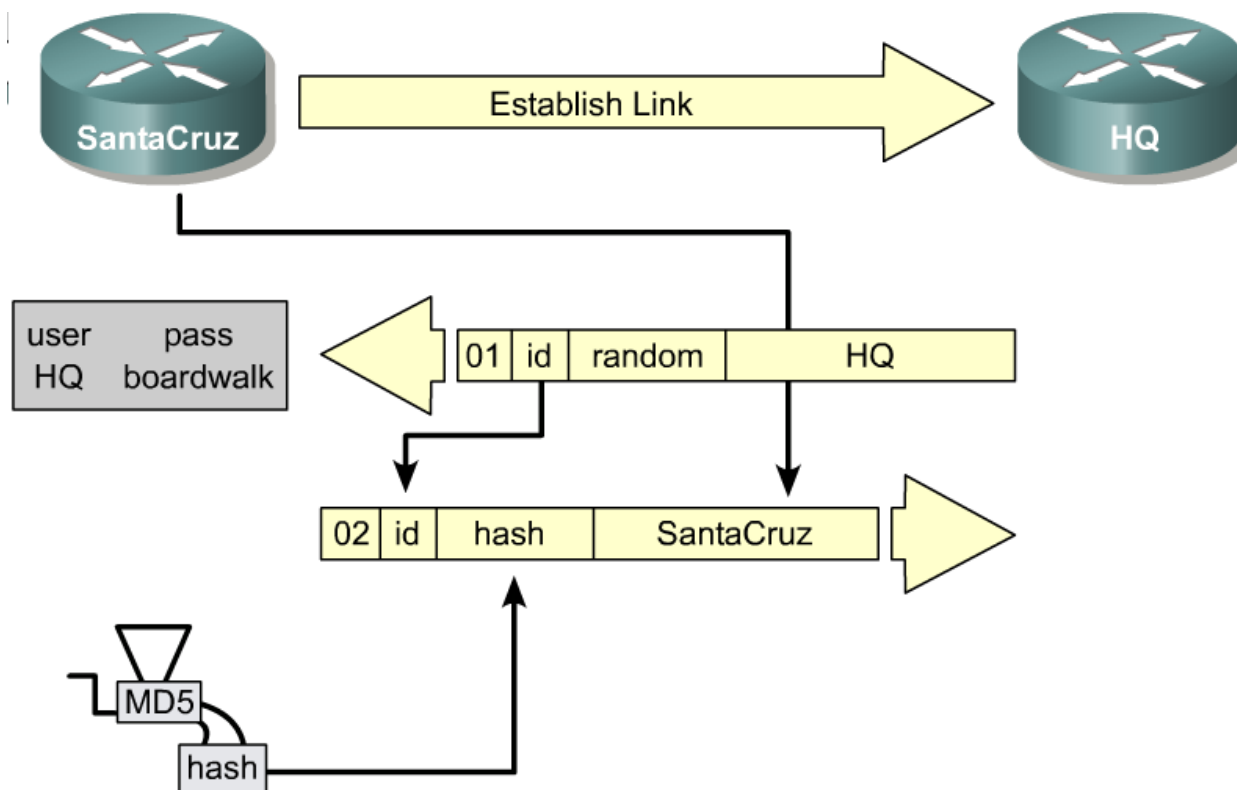 Establish Link
SantaCruz
HQ
user pass
HQ boardwalk
01 id random HQ
02 id hash SantaCruz
MD5
hash